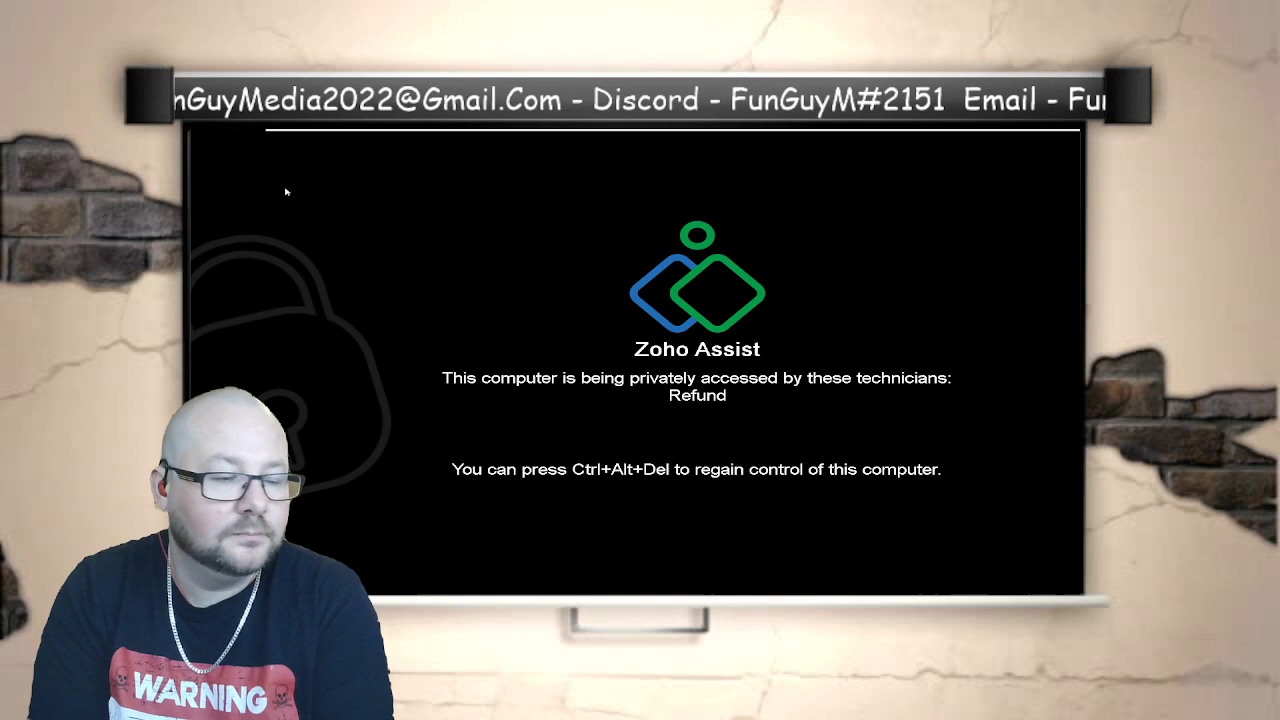 nGuyMedia2022@Gmail.Com - Discord - FunGuyM#2151 Email - Fu
Zoho Assist
This computer is being privately accessed by these technicians:
Refund
You can press Ctrl+Alt+Del to regain control of this computer.
WARNING